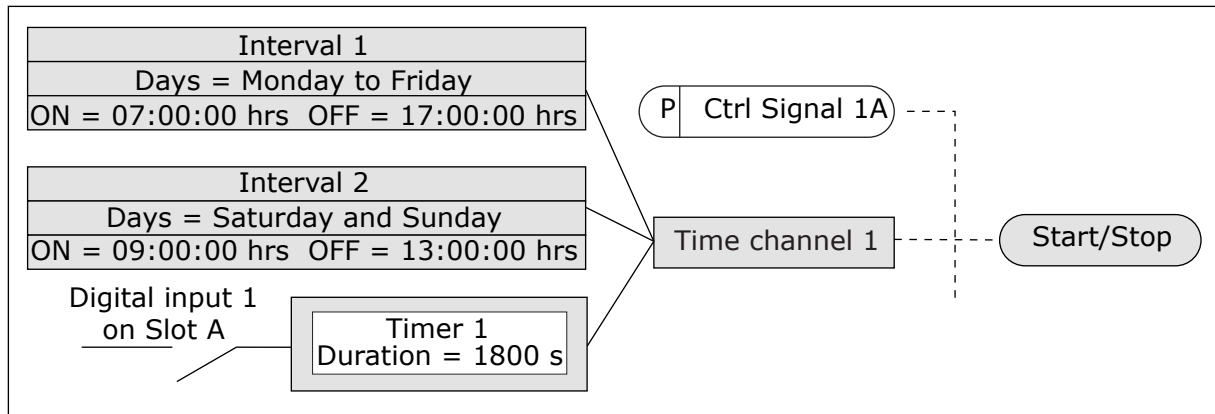 Interval 1
Days = Monday to Friday
ON = 07:00:00 hrs  OFF = 17:00:00 hrs
P Ctrl Signal 1A
Interval 2
Days = Saturday and Sunday
ON = 09:00:00 hrs  OFF = 13:00:00 hrs
Time channel 1
Start/Stop
Digital input 1
on Slot A
Timer 1
Duration = 1800 s